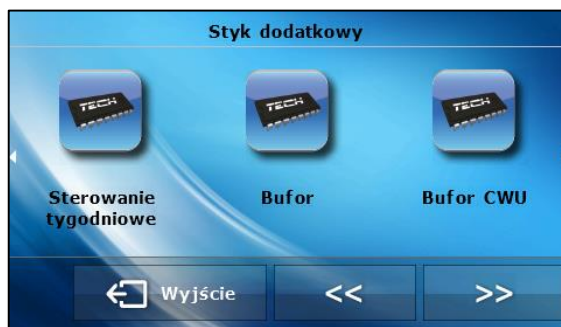 Styk dodatkowy
TECH TECH TECH
Sterowanie
tygodniowe
Bufor
Bufor CWU
Wyjście
<<
>>